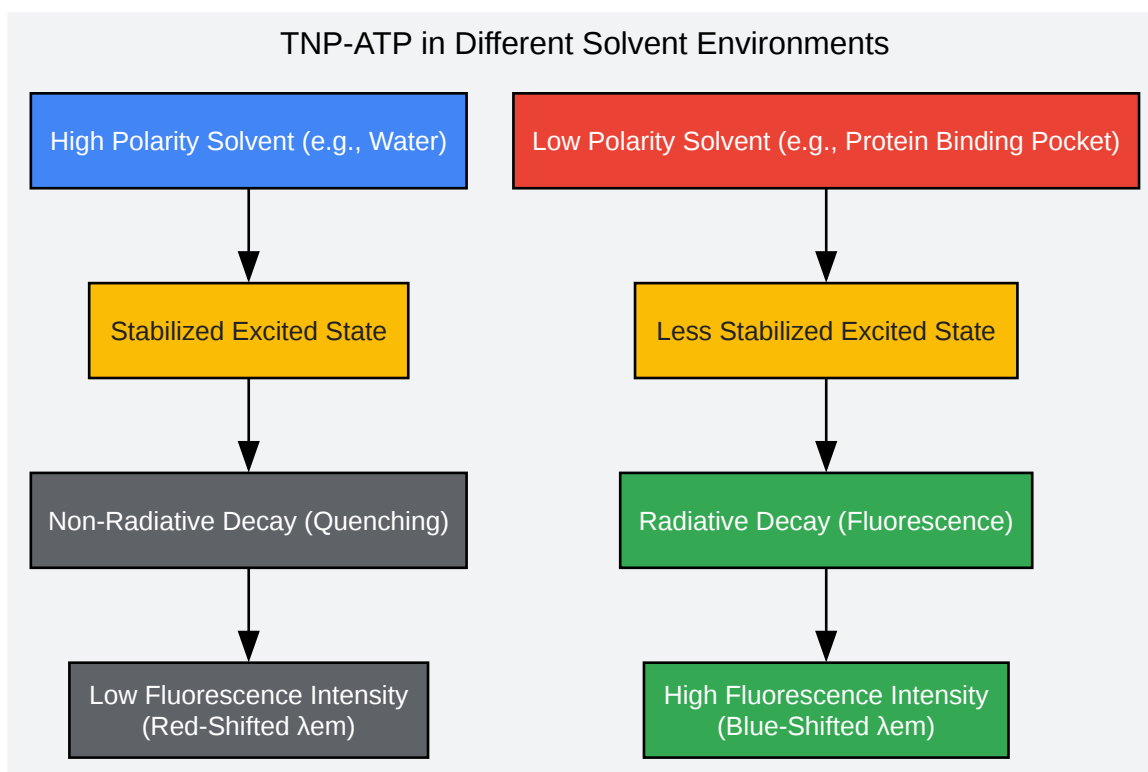 TNP-ATP in Different Solvent Environments
High Polarity Solvent (e.g., Water)
Low Polarity Solvent (e.g., Protein Binding Pocket)
Stabilized Excited State
Less Stabilized Excited State
Non-Radiative Decay (Quenching)
Radiative Decay (Fluorescence)
Low Fluorescence Intensity
(Red-Shifted λem)
High Fluorescence Intensity
(Blue-Shifted λem)